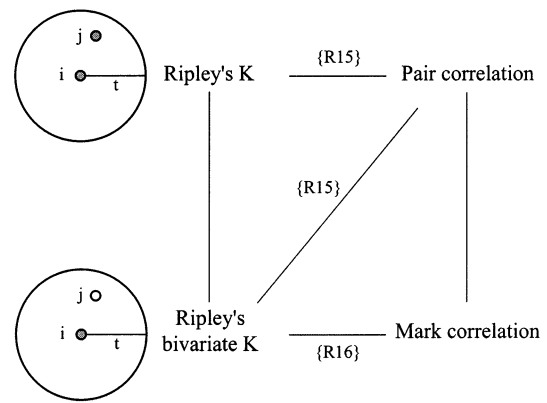 j
i
t
Ripley's K
{R15}
Pair correlation
{R15}
j
i
t
Ripley's
bivariate K
{R16}
Mark correlation